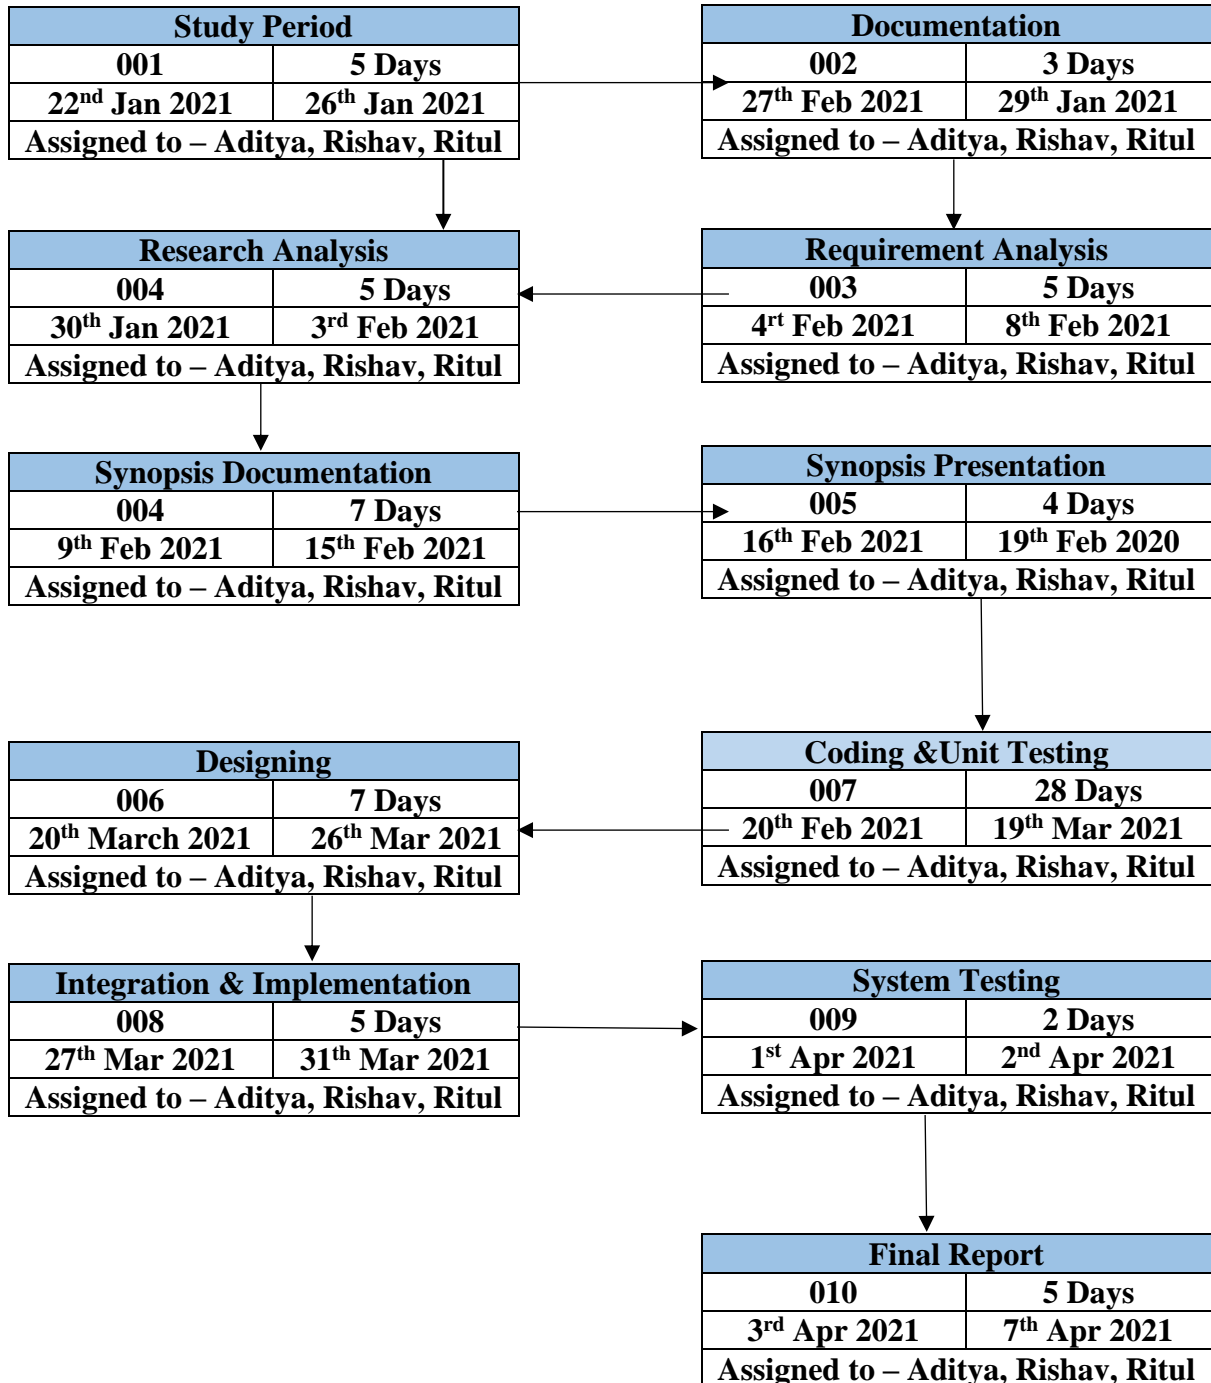 Study Period
001 5 Days
22nd Jan 2021 26th Jan 2021
Assigned to – Aditya, Rishav, Ritul
Documentation
002 3 Days
27th Feb 2021 29th Jan 2021
Assigned to – Aditya, Rishav, Ritul
Research Analysis
004 5 Days
30th Jan 2021 3rd Feb 2021
Assigned to – Aditya, Rishav, Ritul
Requirement Analysis
003 5 Days
4rt Feb 2021 8th Feb 2021
Assigned to – Aditya, Rishav, Ritul
Synopsis Documentation
004 7 Days
9th Feb 2021 15th Feb 2021
Assigned to – Aditya, Rishav, Ritul
Synopsis Presentation
005 4 Days
16th Feb 2021 19th Feb 2020
Assigned to – Aditya, Rishav, Ritul
Designing
006 7 Days
20th March 2021 26th Mar 2021
Assigned to – Aditya, Rishav, Ritul
Coding &Unit Testing
007 28 Days
20th Feb 2021 19th Mar 2021
Assigned to – Aditya, Rishav, Ritul
Integration & Implementation
008 5 Days
27th Mar 2021 31th Mar 2021
Assigned to – Aditya, Rishav, Ritul
System Testing
009 2 Days
1st Apr 2021 2nd Apr 2021
Assigned to – Aditya, Rishav, Ritul
Final Report
010 5 Days
3rd Apr 2021 7th Apr 2021
Assigned to – Aditya, Rishav, Ritul